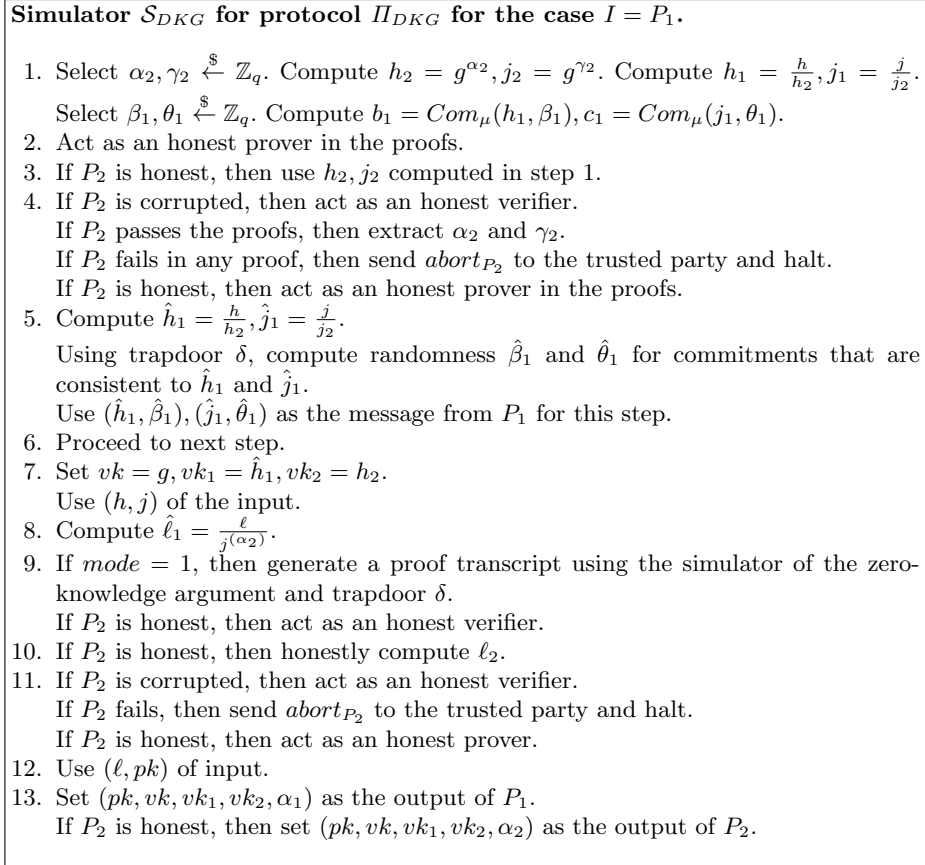 Simulator 𝒮_{DKG} for protocol Π_{DKG} for the case I = P₁.
1. Select α₂, γ₂ ←$ ℤ_q. Compute h₂ = g^{α₂}, j₂ = g^{γ₂}. Compute h₁ = h/h₂, j₁ = j/j₂.
Select β₁, θ₁ ←$ ℤ_q. Compute b₁ = Com_μ(h₁, β₁), c₁ = Com_μ(j₁, θ₁).
2. Act as an honest prover in the proofs.
3. If P₂ is honest, then use h₂, j₂ computed in step 1.
4. If P₂ is corrupted, then act as an honest verifier.
If P₂ passes the proofs, then extract α₂ and γ₂.
If P₂ fails in any proof, then send abort_{P₂} to the trusted party and halt.
If P₂ is honest, then act as an honest prover in the proofs.
5. Compute ĥ₁ = h/h₂, ĵ₁ = j/j₂.
Using trapdoor δ, compute randomness β̂₁ and θ̂₁ for commitments that are
consistent to ĥ₁ and ĵ₁.
Use (ĥ₁, β̂₁), (ĵ₁, θ̂₁) as the message from P₁ for this step.
6. Proceed to next step.
7. Set vk = g, vk₁ = ĥ₁, vk₂ = h₂.
Use (h, j) of the input.
8. Compute ℓ̂₁ = ℓ/j^{(α₂)}.
9. If mode = 1, then generate a proof transcript using the simulator of the zero-
knowledge argument and trapdoor δ.
If P₂ is honest, then act as an honest verifier.
10. If P₂ is honest, then honestly compute ℓ₂.
11. If P₂ is corrupted, then act as an honest verifier.
If P₂ fails, then send abort_{P₂} to the trusted party and halt.
If P₂ is honest, then act as an honest prover.
12. Use (ℓ, pk) of input.
13. Set (pk, vk, vk₁, vk₂, α₁) as the output of P₁.
If P₂ is honest, then set (pk, vk, vk₁, vk₂, α₂) as the output of P₂.